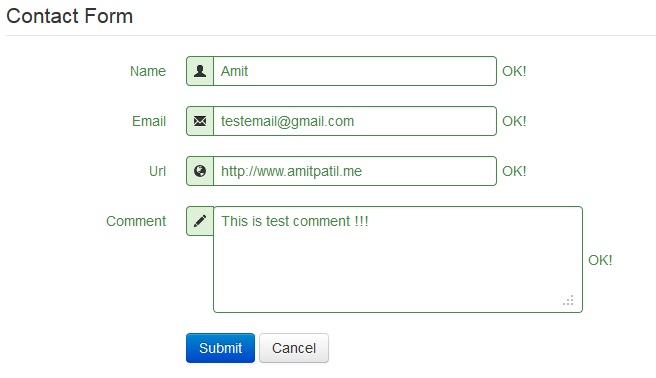 Contact Form
Name Amit OK!
Email testemail@gmail.com OK!
Url http://www.amitpatil.me OK!
Comment This is test comment !!!
OK!
Submit Cancel